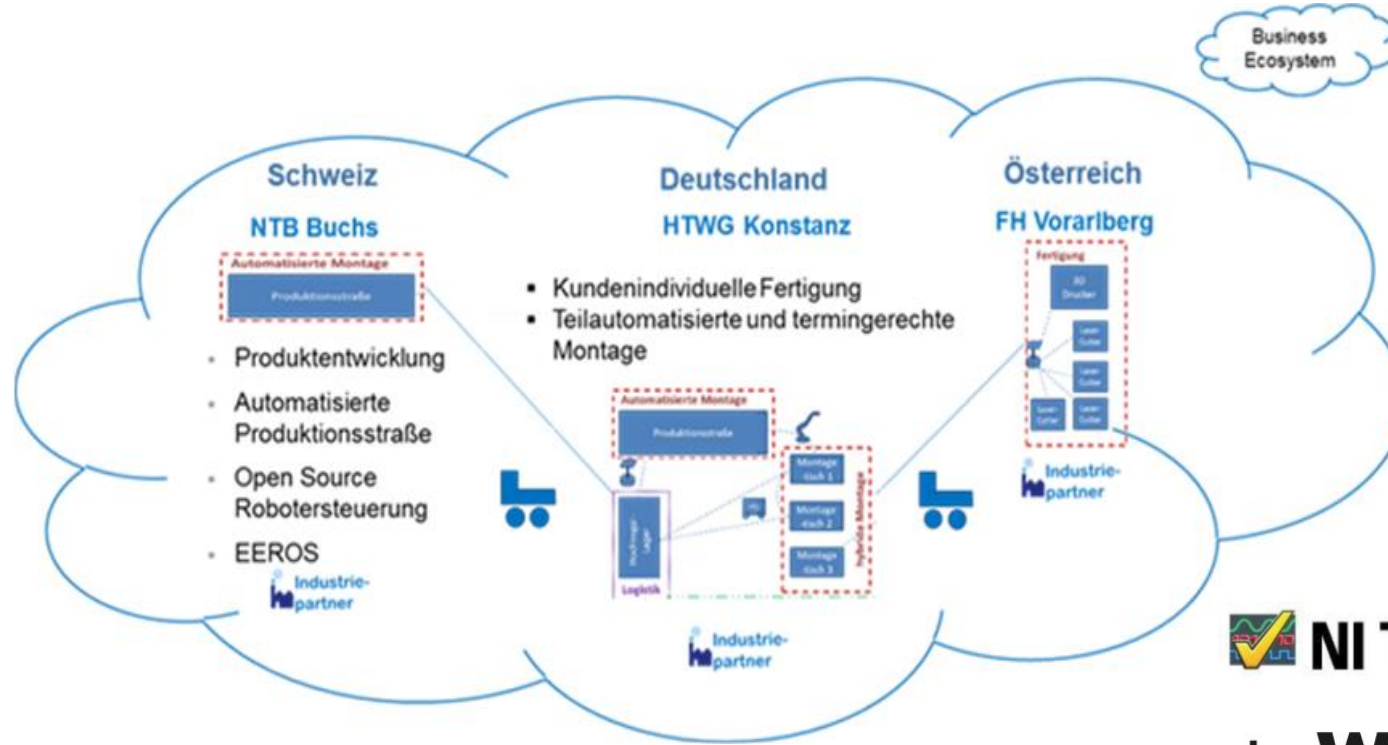 Business
Ecosystem
Schweiz
NTB Buchs
Automatisierte Montage
Produktionsstraße
Produktentwicklung
Automatisierte
Produktionsstraße
Open Source
Robotersteuerung
EEROS
Industrie-
partner
Deutschland
HTWG Konstanz
Kundenindividuelle Fertigung
Teilautomatisierte und termingerechte
Montage
Automatisierte Montage
Produktionsstraße
Montage
-tisch 1
Montage
-tisch 2
Montage
-tisch 3
hybride Montage
Lager
Logistik
Industrie-
partner
Österreich
FH Vorarlberg
Fertigung
3D
Drucker
Laser-
Cutter
Laser-
Cutter
Laser-
Cutter
Laser-
Cutter
Industrie-
partner
NI